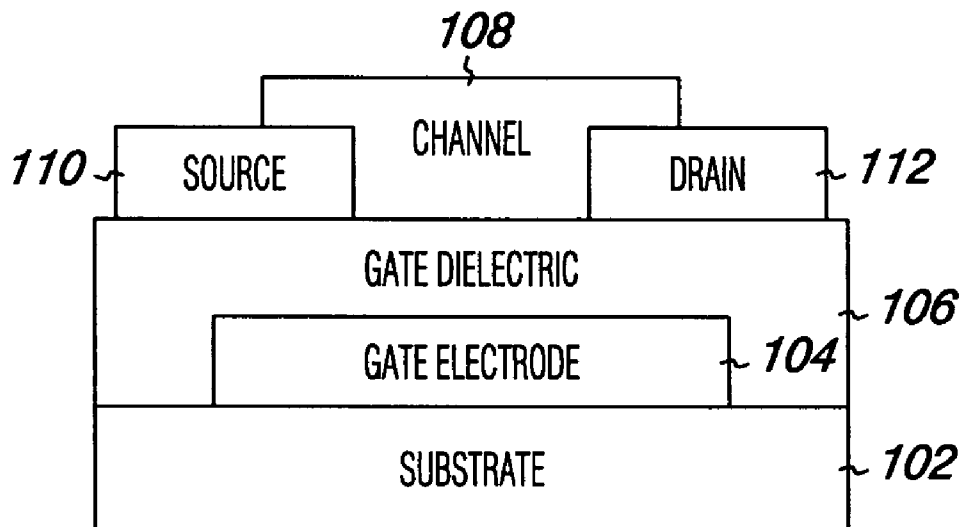 108
CHANNEL
110
SOURCE
DRAIN
112
GATE DIELECTRIC
106
GATE ELECTRODE
104
SUBSTRATE
102